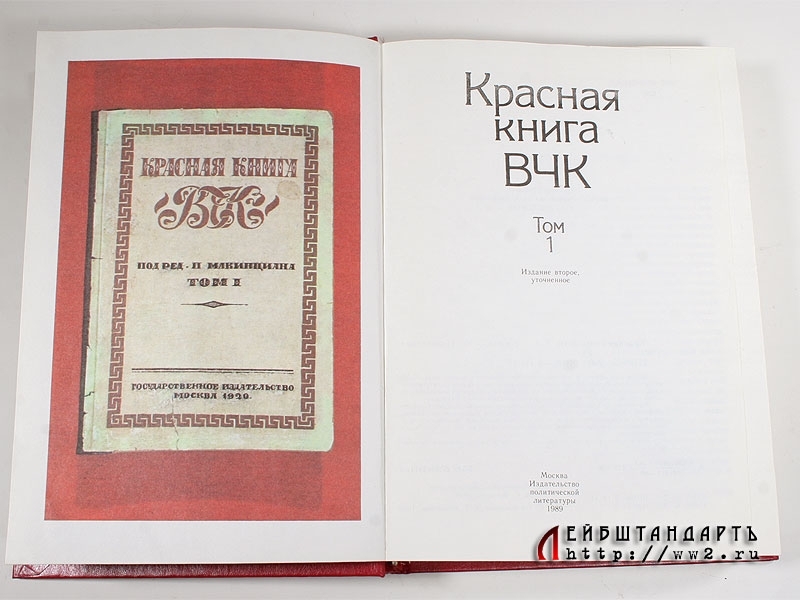 КРАСНАЯ КНИГА
ВЧК
ПОД РЕД. П МАКИНЦИАНА
ТОМ I
ГОСУДАРСТВЕННОЕ ИЗДАТЕЛЬСТВО
МОСКВА 1920.
Красная
книга
ВЧК
Том
1
Издание второе,
уточненное
Москва
Издательство
политической
литературы
1989
ЛЕЙБШТАНДАРТЪ
http://ww2.ru